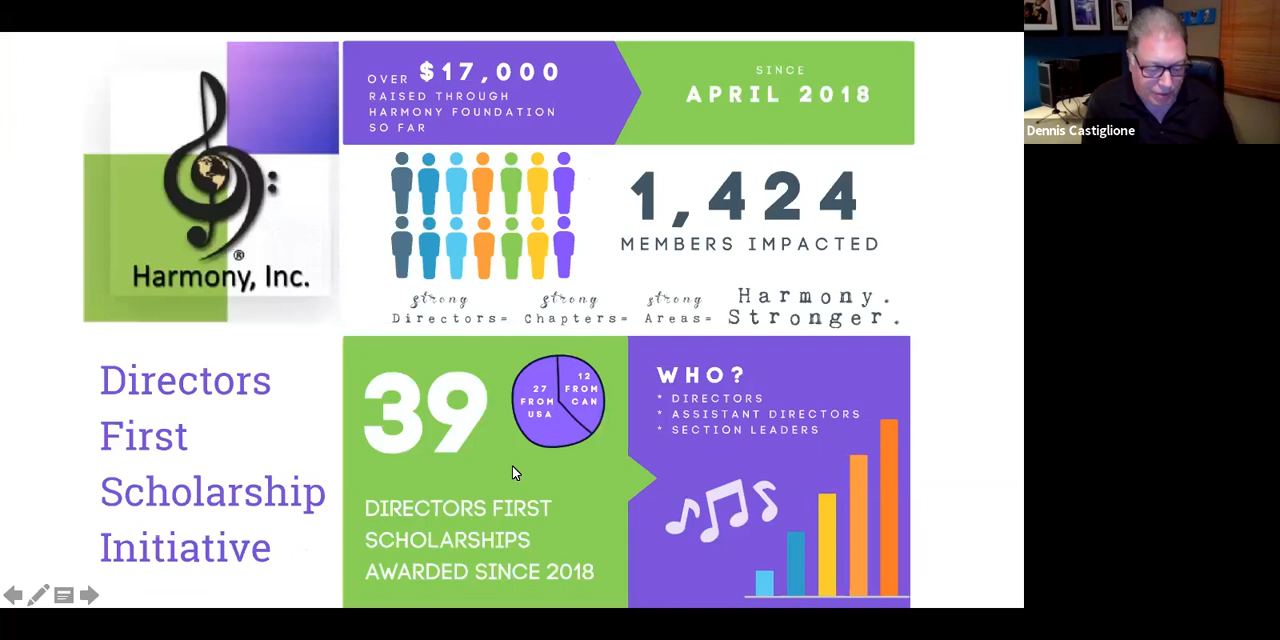 OVER $17,000
RAISED THROUGH
HARMONY FOUNDATION
SO FAR
SINCE
APRIL 2018
Dennis Castiglione
®
Harmony, Inc.
1,424
MEMBERS IMPACTED
strong strong strong Harmony.
Directors= Chapters= Areas= Stronger.
Directors
First
Scholarship
Initiative
39
27
FROM
USA
12
FROM
CAN
DIRECTORS FIRST
SCHOLARSHIPS
AWARDED SINCE 2018
WHO?
* DIRECTORS
* ASSISTANT DIRECTORS
* SECTION LEADERS